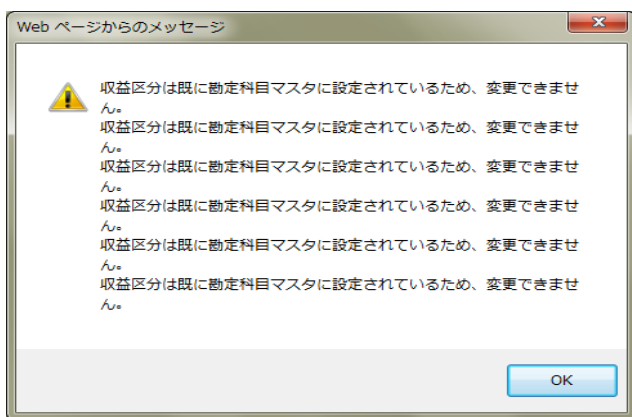 Web ページからのメッセージ
収益区分は既に勘定科目マスタに設定されているため、変更できませ
ん。
収益区分は既に勘定科目マスタに設定されているため、変更できませ
ん。
収益区分は既に勘定科目マスタに設定されているため、変更できませ
ん。
収益区分は既に勘定科目マスタに設定されているため、変更できませ
ん。
収益区分は既に勘定科目マスタに設定されているため、変更できませ
ん。
収益区分は既に勘定科目マスタに設定されているため、変更できませ
ん。
OK